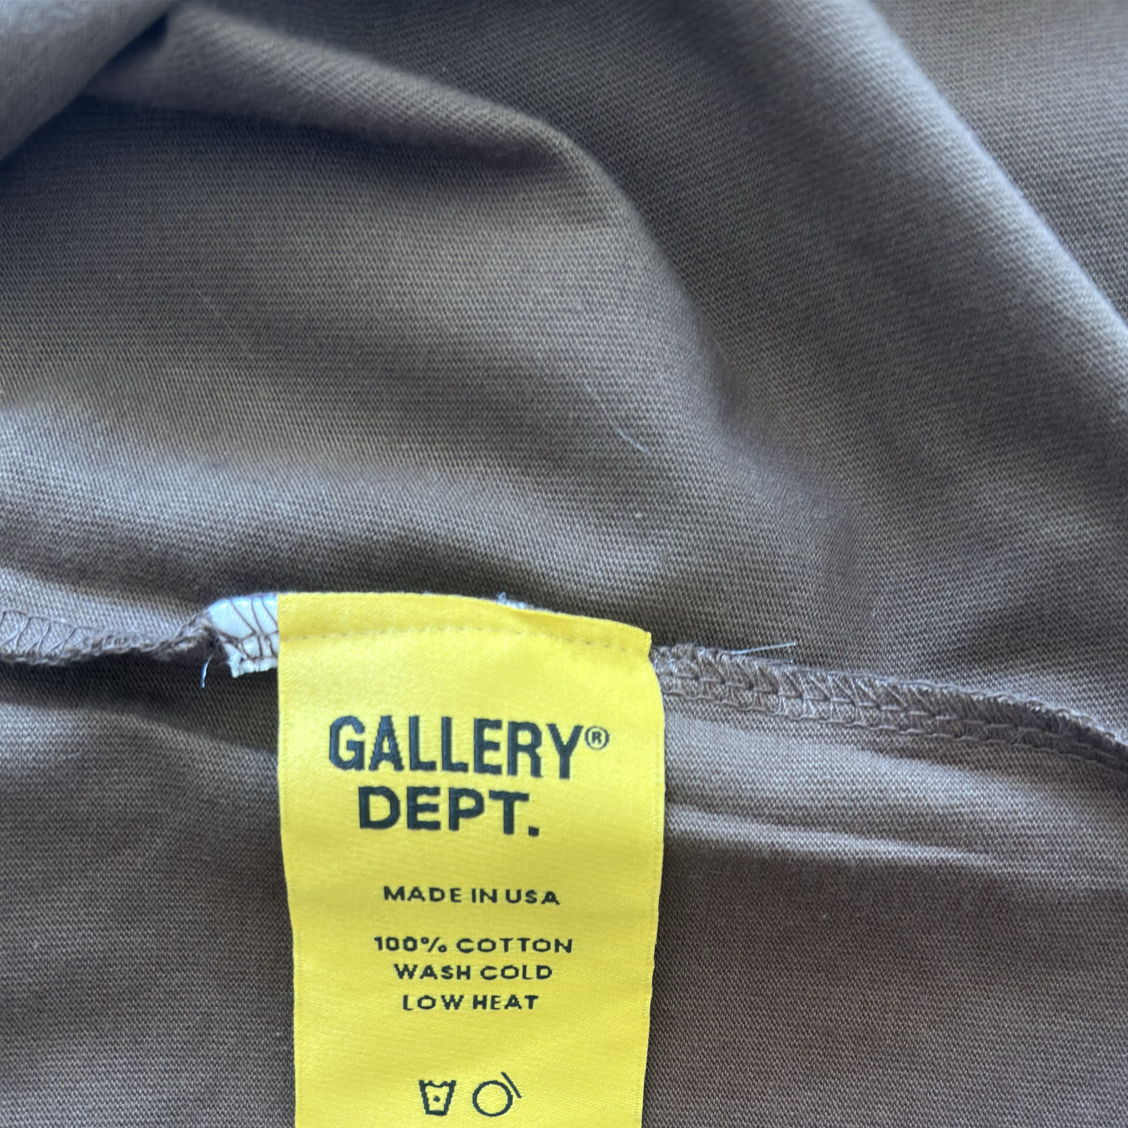 GALLERY®
DEPT.
MADE IN USA
100% COTTON
WASH COLD
LOW HEAT